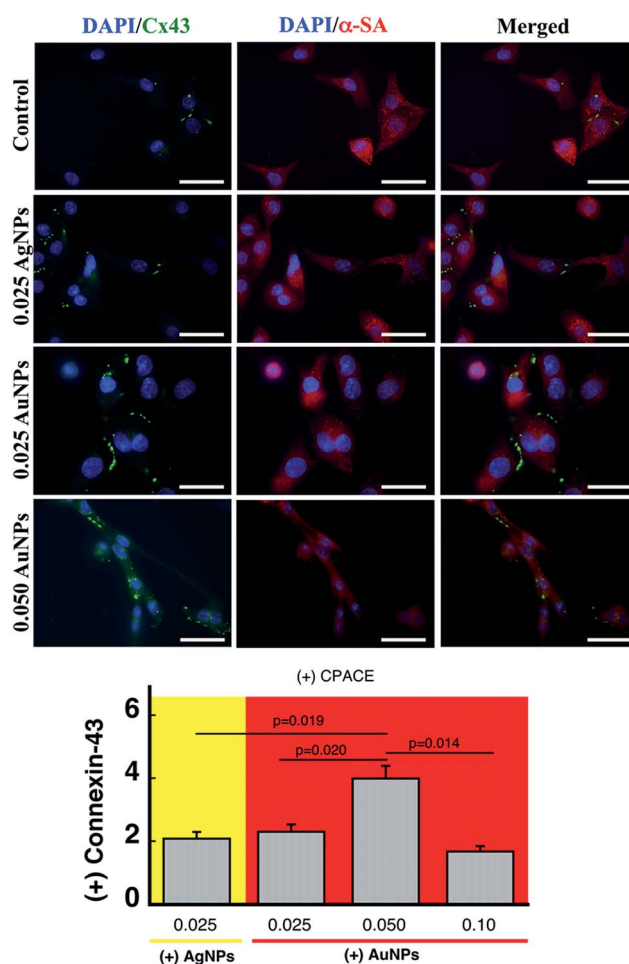 DAPI/Cx43 DAPI/α-SA Merged
Control
0.025 AgNPs
0.025 AuNPs
0.050 AuNPs
(+) CPACE
(+) Connexin-43
6
4
2
0
p=0.019
p=0.020 p=0.014
0.025 0.025 0.050 0.10
(+) AgNPs (+) AuNPs